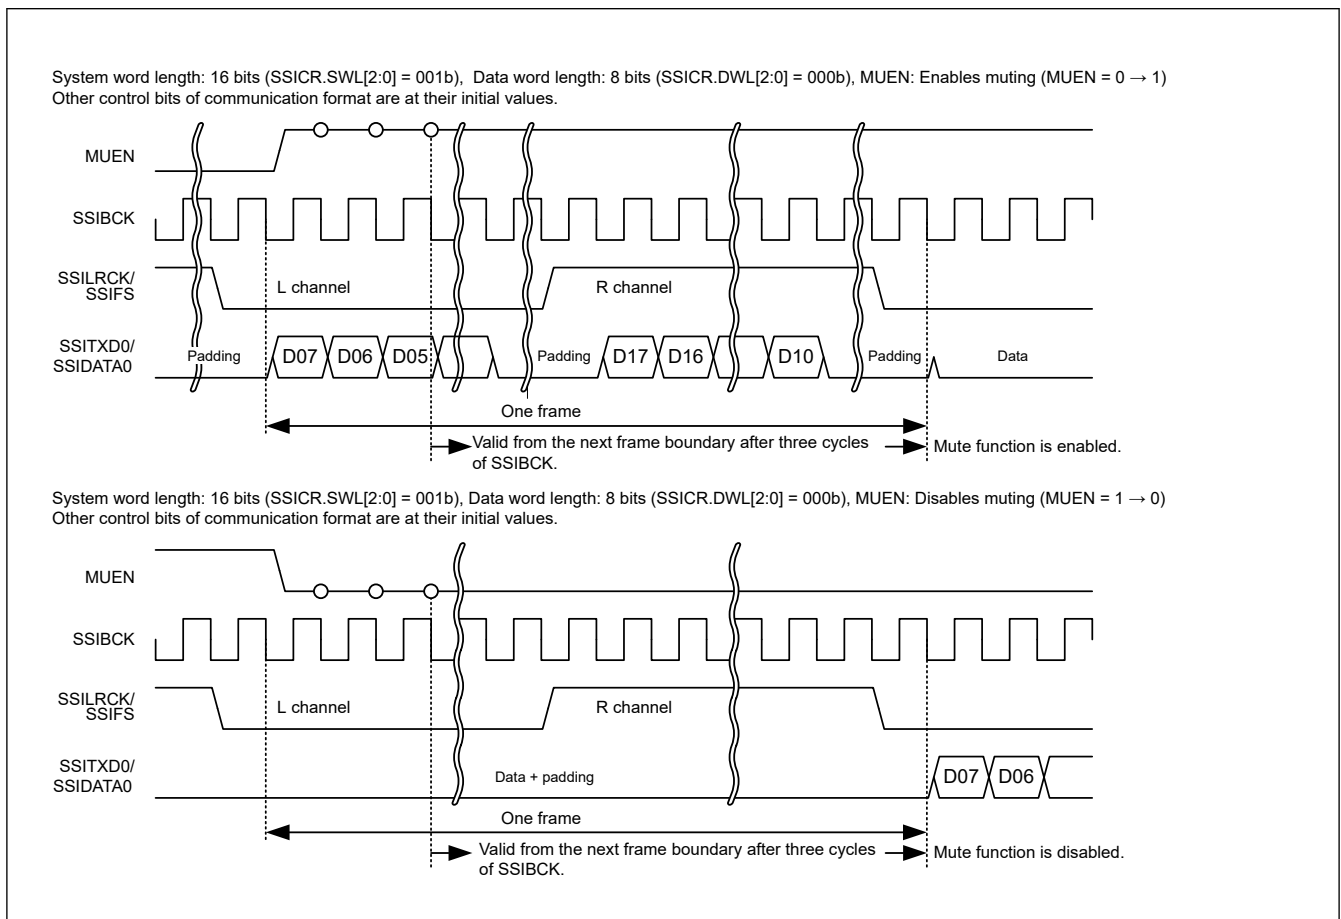 System word length: 16 bits (SSICR.SWL[2:0] = 001b),  Data word length: 8 bits (SSICR.DWL[2:0] = 000b), MUEN: Enables muting (MUEN = 0 → 1)
Other control bits of communication format are at their initial values.
MUEN
SSIBCK
SSILRCK/
SSIFS
L channel
R channel
SSITXD0/
SSIDATA0
Padding
D07
D06
D05
Padding
D17
D16
D10
Padding
Data
One frame
Valid from the next frame boundary after three cycles
of SSIBCK.
Mute function is enabled.
System word length: 16 bits (SSICR.SWL[2:0] = 001b), Data word length: 8 bits (SSICR.DWL[2:0] = 000b), MUEN: Disables muting (MUEN = 1 → 0)
Other control bits of communication format are at their initial values.
MUEN
SSIBCK
SSILRCK/
SSIFS
L channel
R channel
SSITXD0/
SSIDATA0
Data + padding
D07
D06
One frame
Valid from the next frame boundary after three cycles
of SSIBCK.
Mute function is disabled.